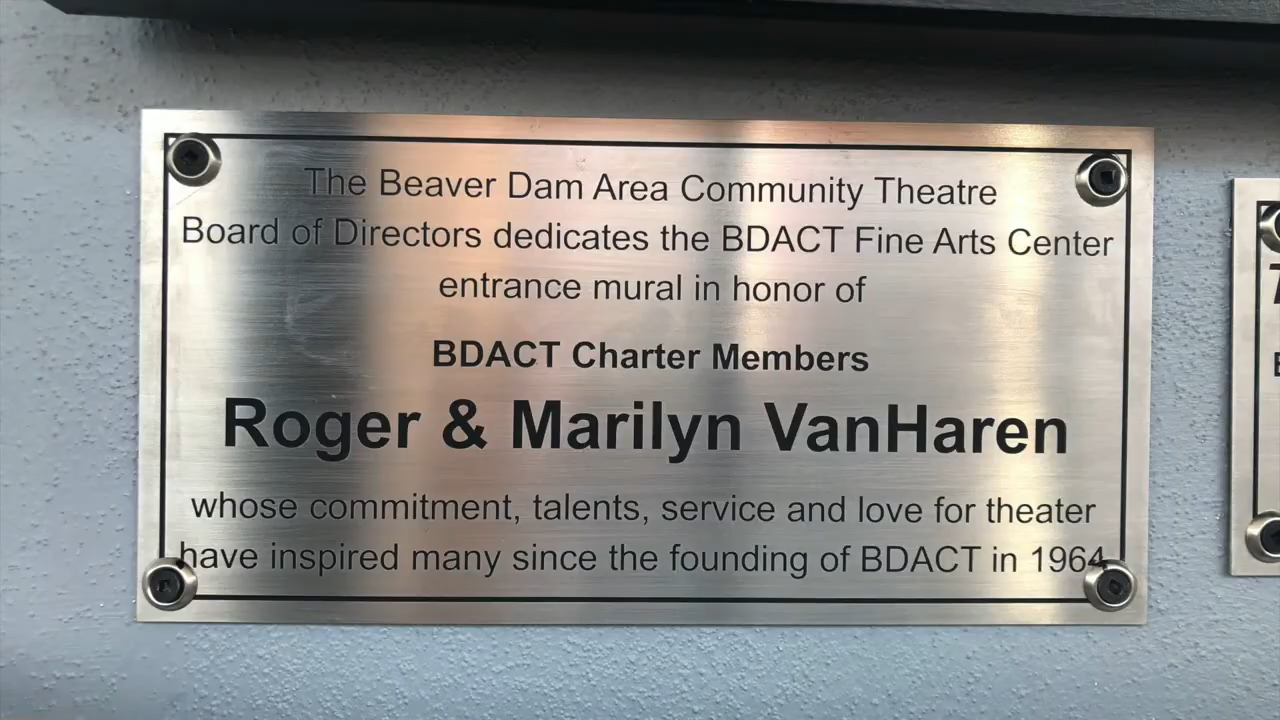 The Beaver Dam Area Community Theatre
Board of Directors dedicates the BDACT Fine Arts Center
entrance mural in honor of
BDACT Charter Members
Roger & Marilyn VanHaren
whose commitment, talents, service and love for theater
have inspired many since the founding of BDACT in 1964